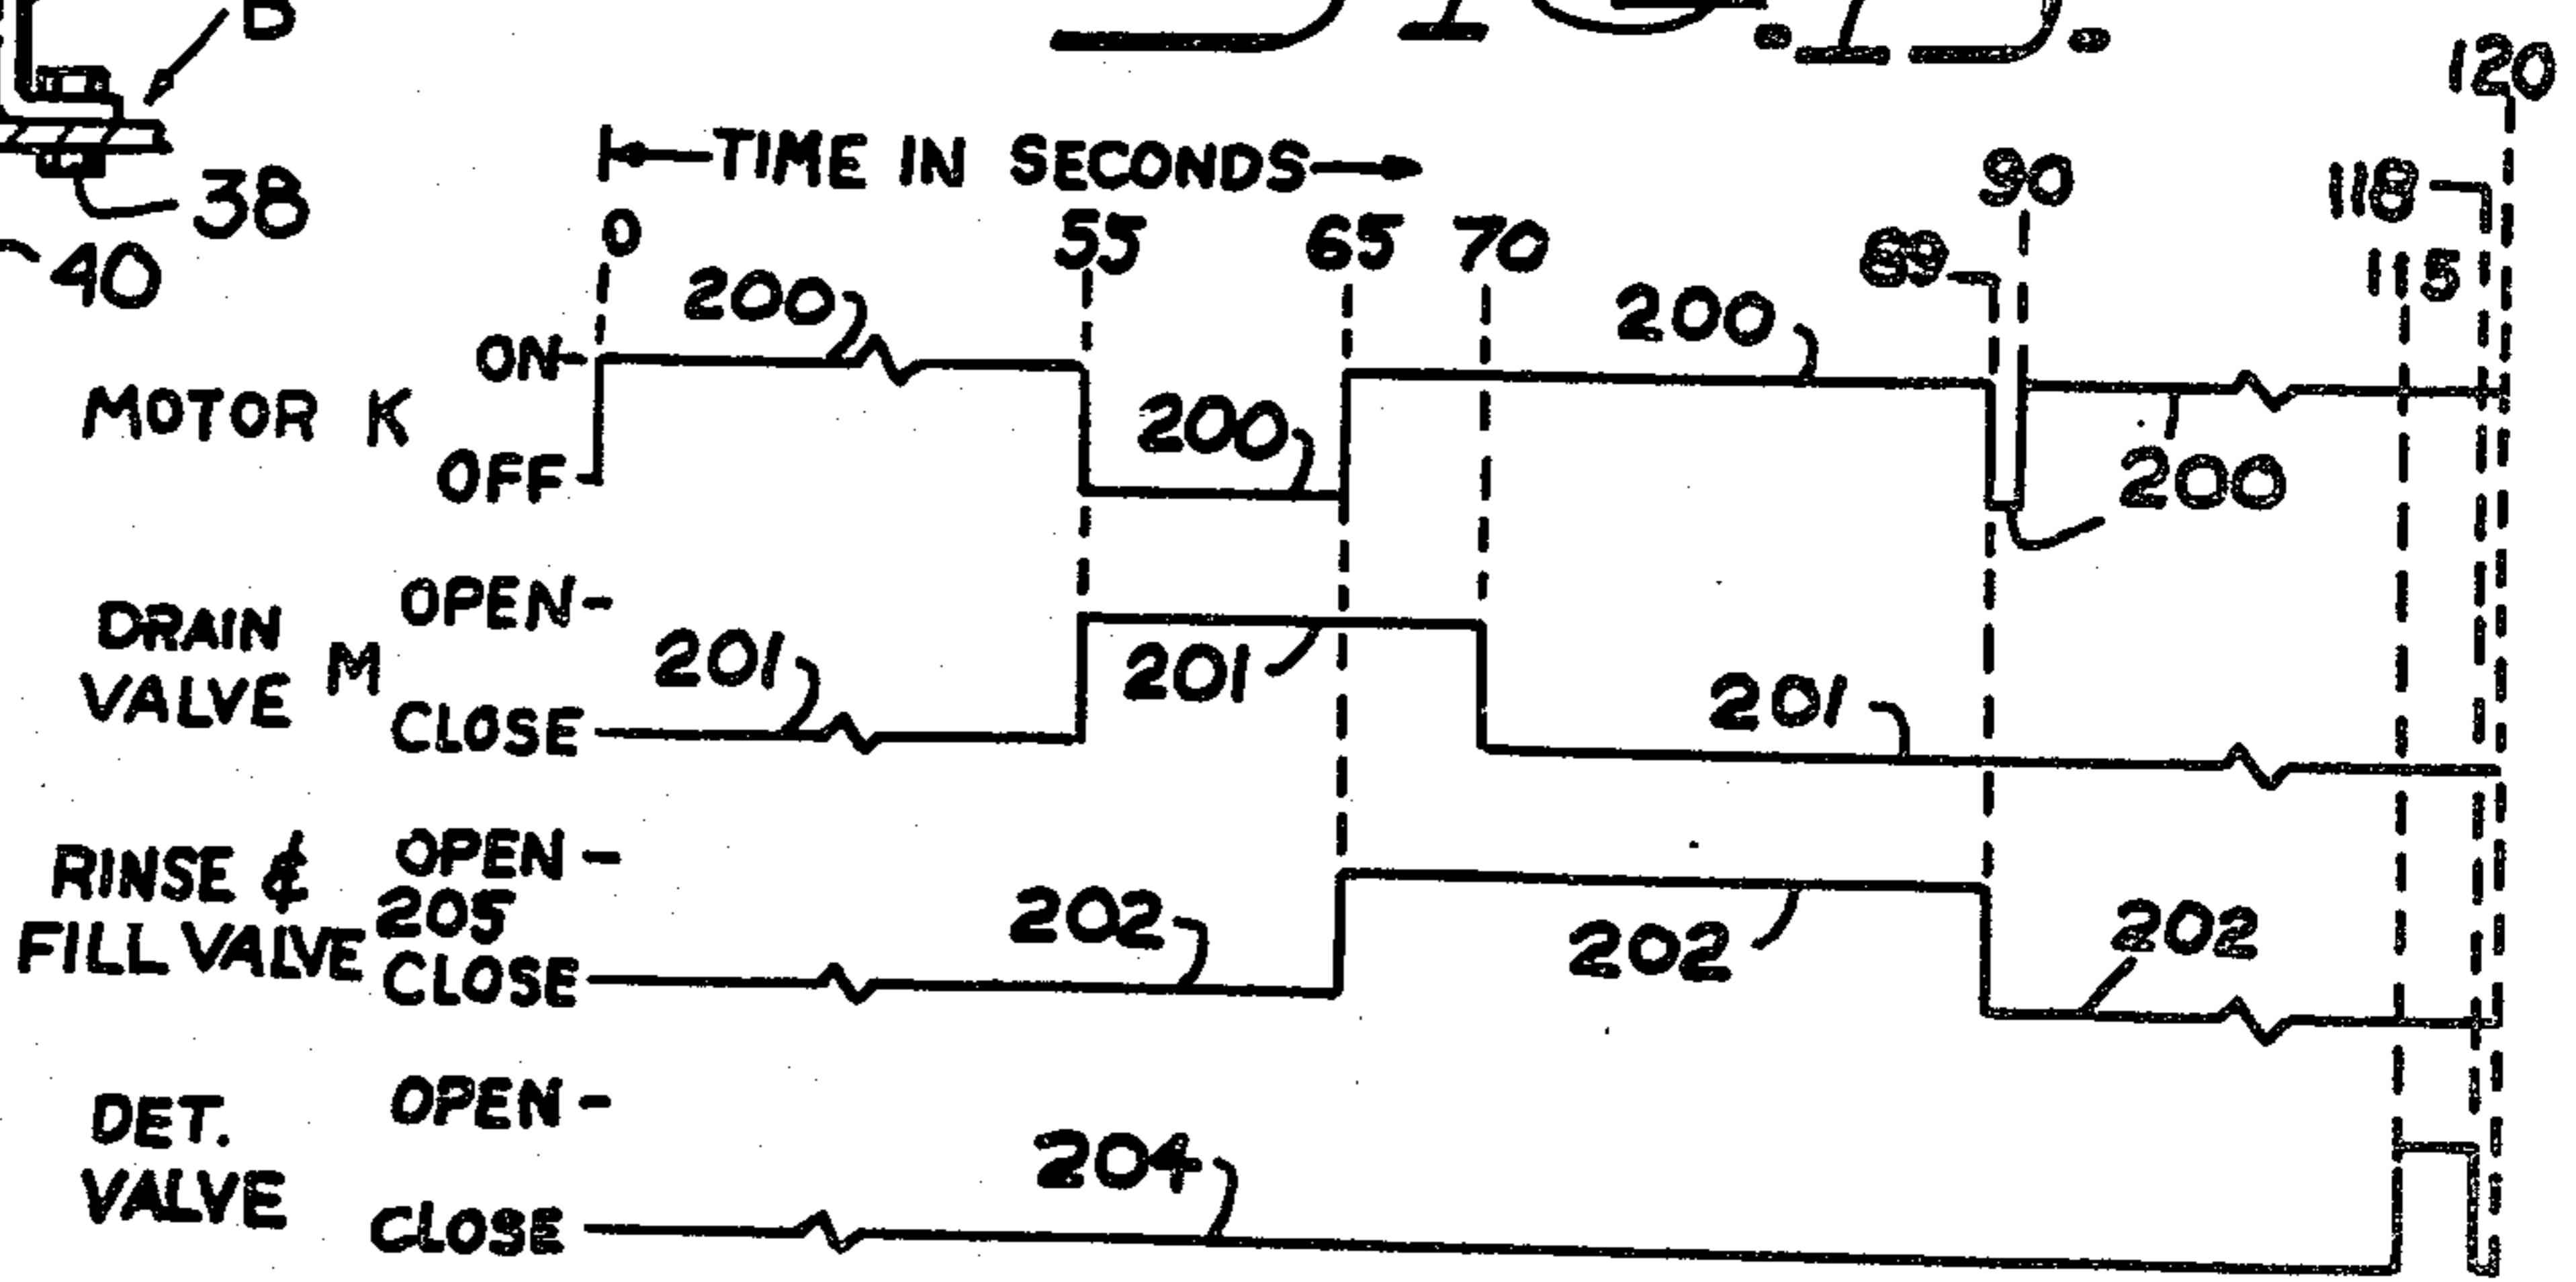 B
120
TIME IN SECONDS
38
40
0
55
65
70
89
90
118
115
MOTOR K
ON
OFF
200
200
200
200
DRAIN
VALVE M
OPEN
CLOSE
201
201
201
RINSE &
FILL VALVE 205
OPEN
CLOSE
202
202
202
DET.
VALVE
OPEN
CLOSE
204